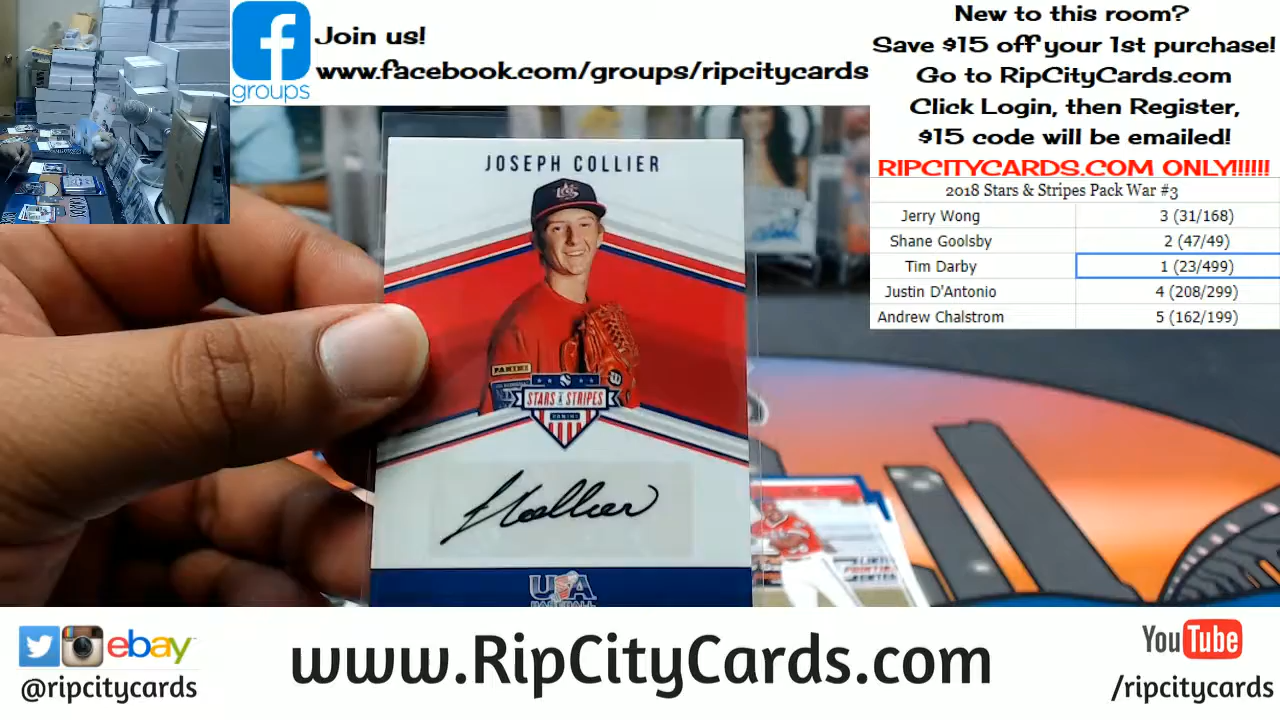 groups
Join us!
www.facebook.com/groups/ripcitycards
New to this room?
Save $15 off your 1st purchase!
Go to RipCityCards.com
Click Login, then Register,
$15 code will be emailed!
RIPCITYCARDS.COM ONLY!!!!!!
2018 Stars & Stripes Pack War #3
Jerry Wong 3 (31/168)
Shane Goolsby 2 (47/49)
Tim Darby 1 (23/499)
Justin D'Antonio 4 (208/299)
Andrew Chalstrom 5 (162/199)
JOSEPH COLLIER
PANINI
STARS & STRIPES
PANINI
J Collier
USA
BASEBALL
ebay
@ripcitycards
www.RipCityCards.com
YouTube
/ripcitycards